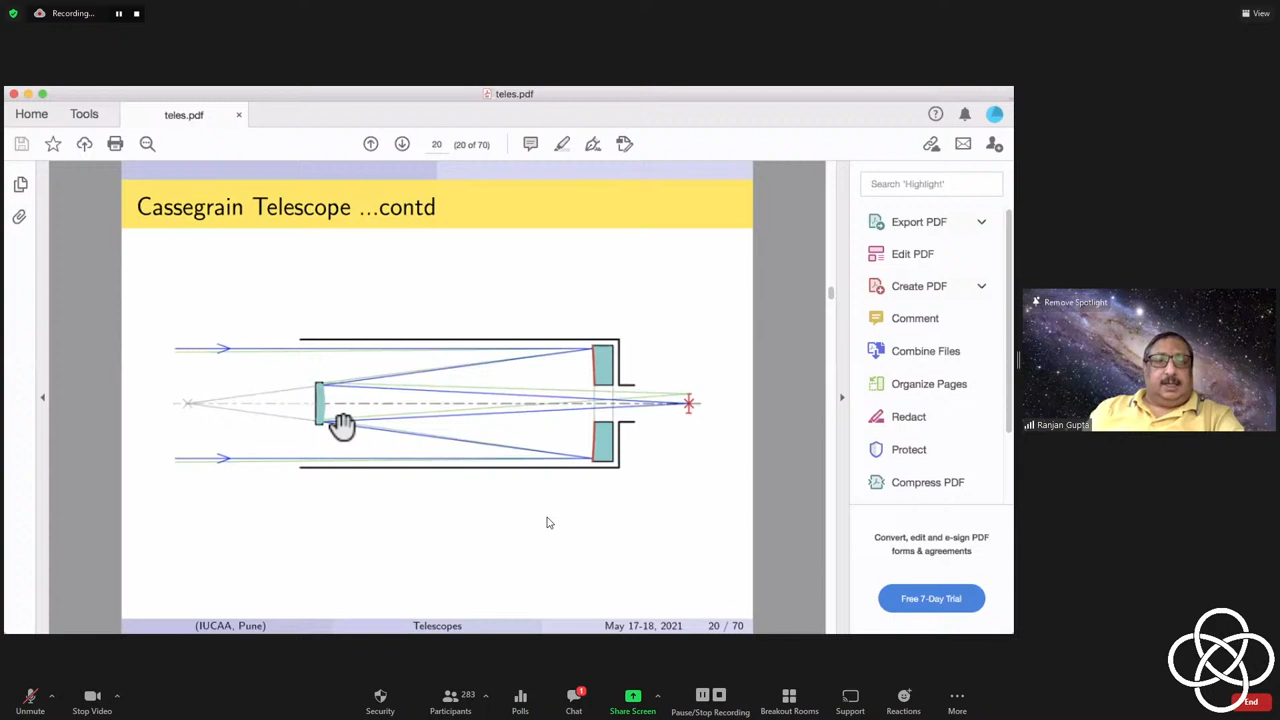 Recording...
View
teles.pdf
Home
Tools
teles.pdf
20
(20 of 70)
Search 'Highlight'
Cassegrain Telescope ...contd
Export PDF
Edit PDF
Create PDF
Comment
Combine Files
Organize Pages
Redact
Protect
Compress PDF
Convert, edit and e-sign PDF
forms & agreements
Free 7-Day Trial
Remove Spotlight
Ranjan Gupta
(IUCAA, Pune)
Telescopes
May 17-18, 2021
20 / 70
Unmute
Stop Video
Security
283
Participants
Polls
1
Chat
Share Screen
Pause/Stop Recording
Breakout Rooms
Support
Reactions
More
End